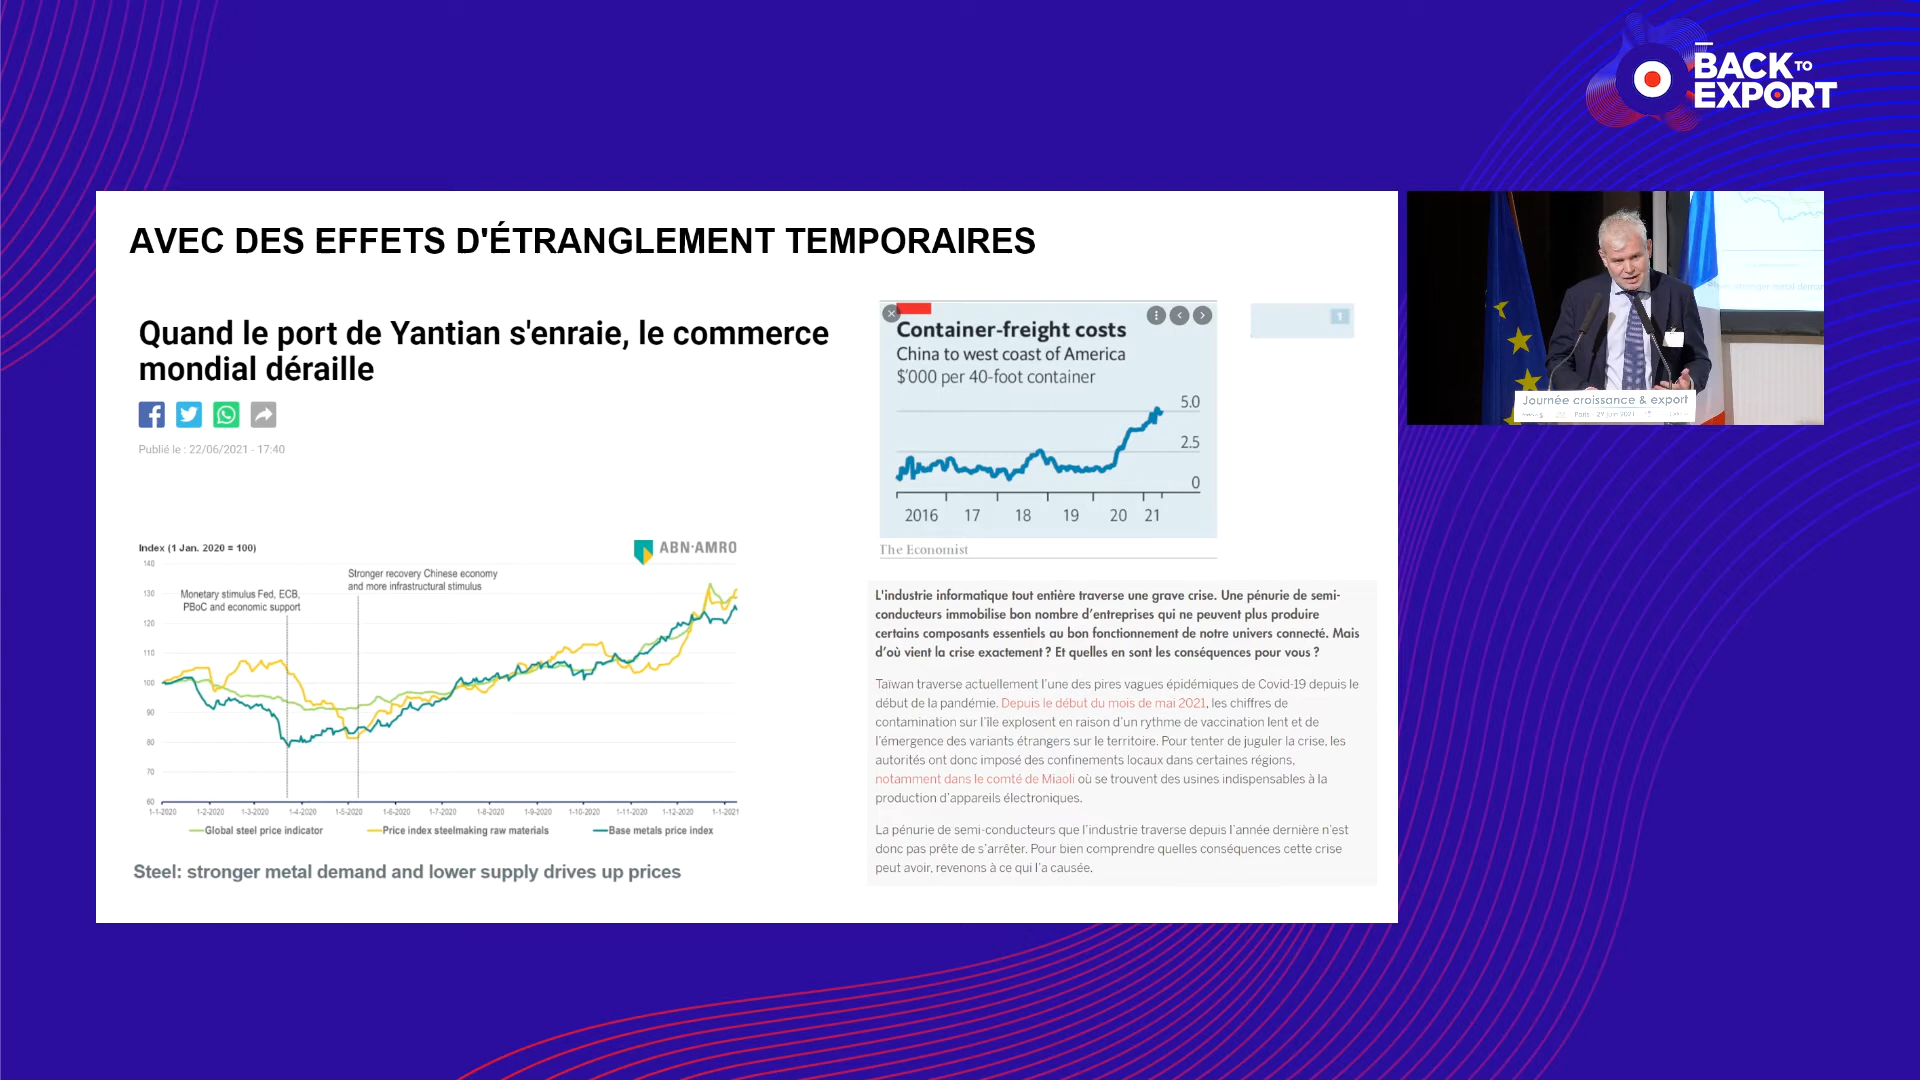 BACK TO
EXPORT
AVEC DES EFFETS D'ÉTRANGLEMENT TEMPORAIRES
Quand le port de Yantian s'enraie, le commerce
mondial déraille
Publié le : 22/06/2021 - 17:40
Index (1 Jan. 2020 = 100)
ABN·AMRO
Monetary stimulus Fed, ECB,
PBoC and economic support
Stronger recovery Chinese economy
and more infrastructural stimulus
140
130
120
110
100
90
80
70
60
1-1-2020 1-2-2020 1-3-2020 1-4-2020 1-5-2020 1-6-2020 1-7-2020 1-8-2020 1-9-2020 1-10-2020 1-11-2020 1-12-2020 1-1-2021
Global steel price indicator Price index steelmaking raw materials Base metals price index
Steel: stronger metal demand and lower supply drives up prices
Container-freight costs
China to west coast of America
$'000 per 40-foot container
5.0
2.5
0
2016 17 18 19 20 21
The Economist
1
L'industrie informatique tout entière traverse une grave crise. Une pénurie de semi-
conducteurs immobilise bon nombre d'entreprises qui ne peuvent plus produire
certains composants essentiels au bon fonctionnement de notre univers connecté. Mais
d'où vient la crise exactement ? Et quelles en sont les conséquences pour vous ?
Taïwan traverse actuellement l'une des pires vagues épidémiques de Covid-19 depuis le
début de la pandémie. Depuis le début du mois de mai 2021, les chiffres de
contamination sur l'île explosent en raison d'un rythme de vaccination lent et de
l'émergence des variants étrangers sur le territoire. Pour tenter de juguler la crise, les
autorités ont donc imposé des confinements locaux dans certaines régions,
notamment dans le comté de Miaoli où se trouvent des usines indispensables à la
production d'appareils électroniques.
La pénurie de semi-conducteurs que l'industrie traverse depuis l'année dernière n'est
donc pas prête de s'arrêter. Pour bien comprendre quelles conséquences cette crise
peut avoir, revenons à ce qui l'a causée.
Journée croissance & export
Paris - 29 juin 2021